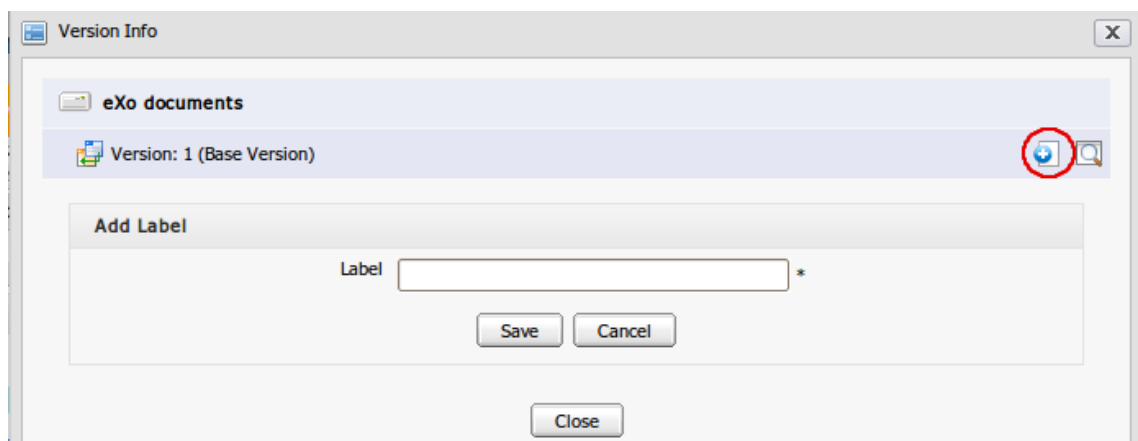 Version Info
X
eXo documents
Version: 1 (Base Version)
Add Label
Label *
Save Cancel
Close